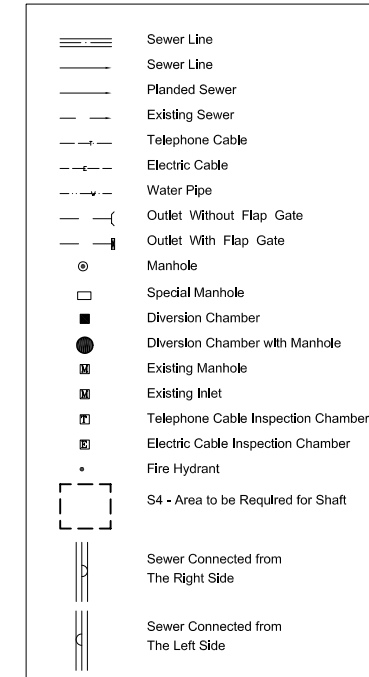 Sewer Line
Sewer Line
Planded Sewer
Existing Sewer
T Telephone Cable
E Electric Cable
W Water Pipe
Outlet Without Flap Gate
Outlet With Flap Gate
Manhole
Special Manhole
Diversion Chamber
Diversion Chamber with Manhole
M Existing Manhole
M Existing Inlet
T Telephone Cable Inspection Chamber
E Electric Cable Inspection Chamber
Fire Hydrant
S4 - Area to be Required for Shaft
Sewer Connected from
The Right Side
Sewer Connected from
The Left Side